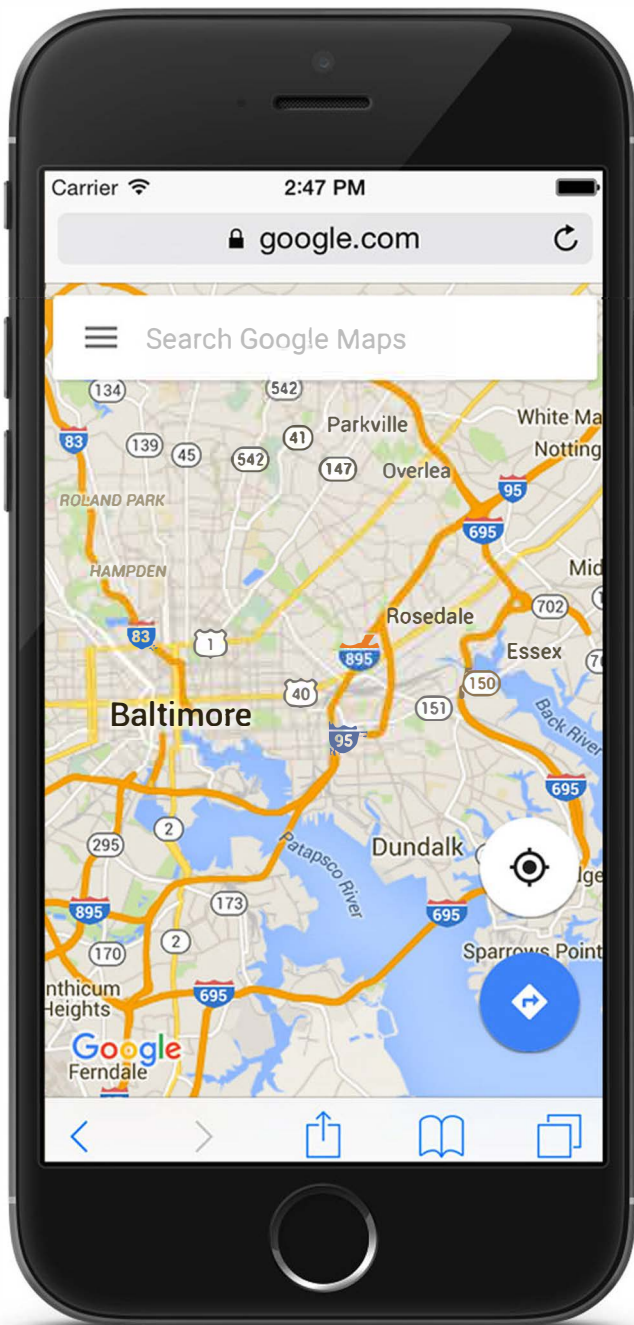 Carrier
2:47 PM
google.com
Search Google Maps
134
542
83
139
45
542
41
147
Parkville
White Ma
Notting
Overlea
95
ROLAND PARK
695
HAMPDEN
Mid
702
1
83
1
Rosedale
895
Essex
70
40
150
151
Baltimore
95
Back River
695
2
295
Patapsco River
Dundalk
dge
895
173
695
2
170
Sparrows Point
nthicum
Heights
695
Google
Ferndale